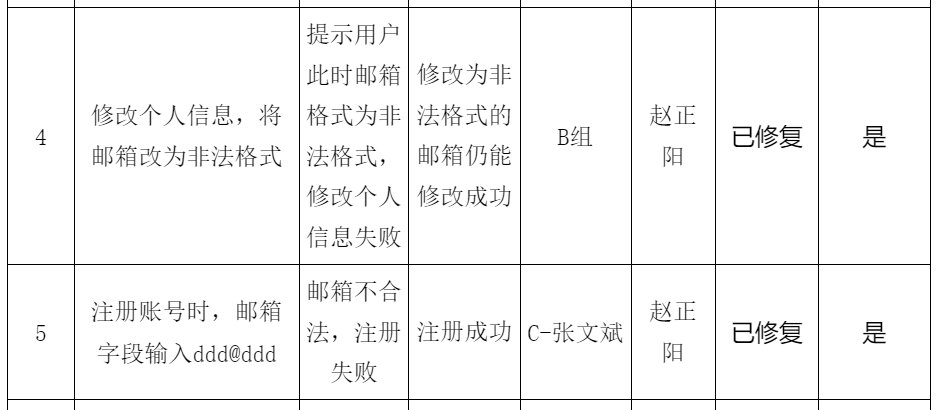 4
修改个人信息，将
邮箱改为非法格式
提示用户
此时邮箱
格式为非
法格式，
修改个人
信息失败
修改为非
法格式的
邮箱仍能
修改成功
B组
赵正
阳
已修复
是
5
注册账号时，邮箱
字段输入ddd@ddd
邮箱不合
法，注册
失败
注册成功
C-张文斌
赵正
阳
已修复
是